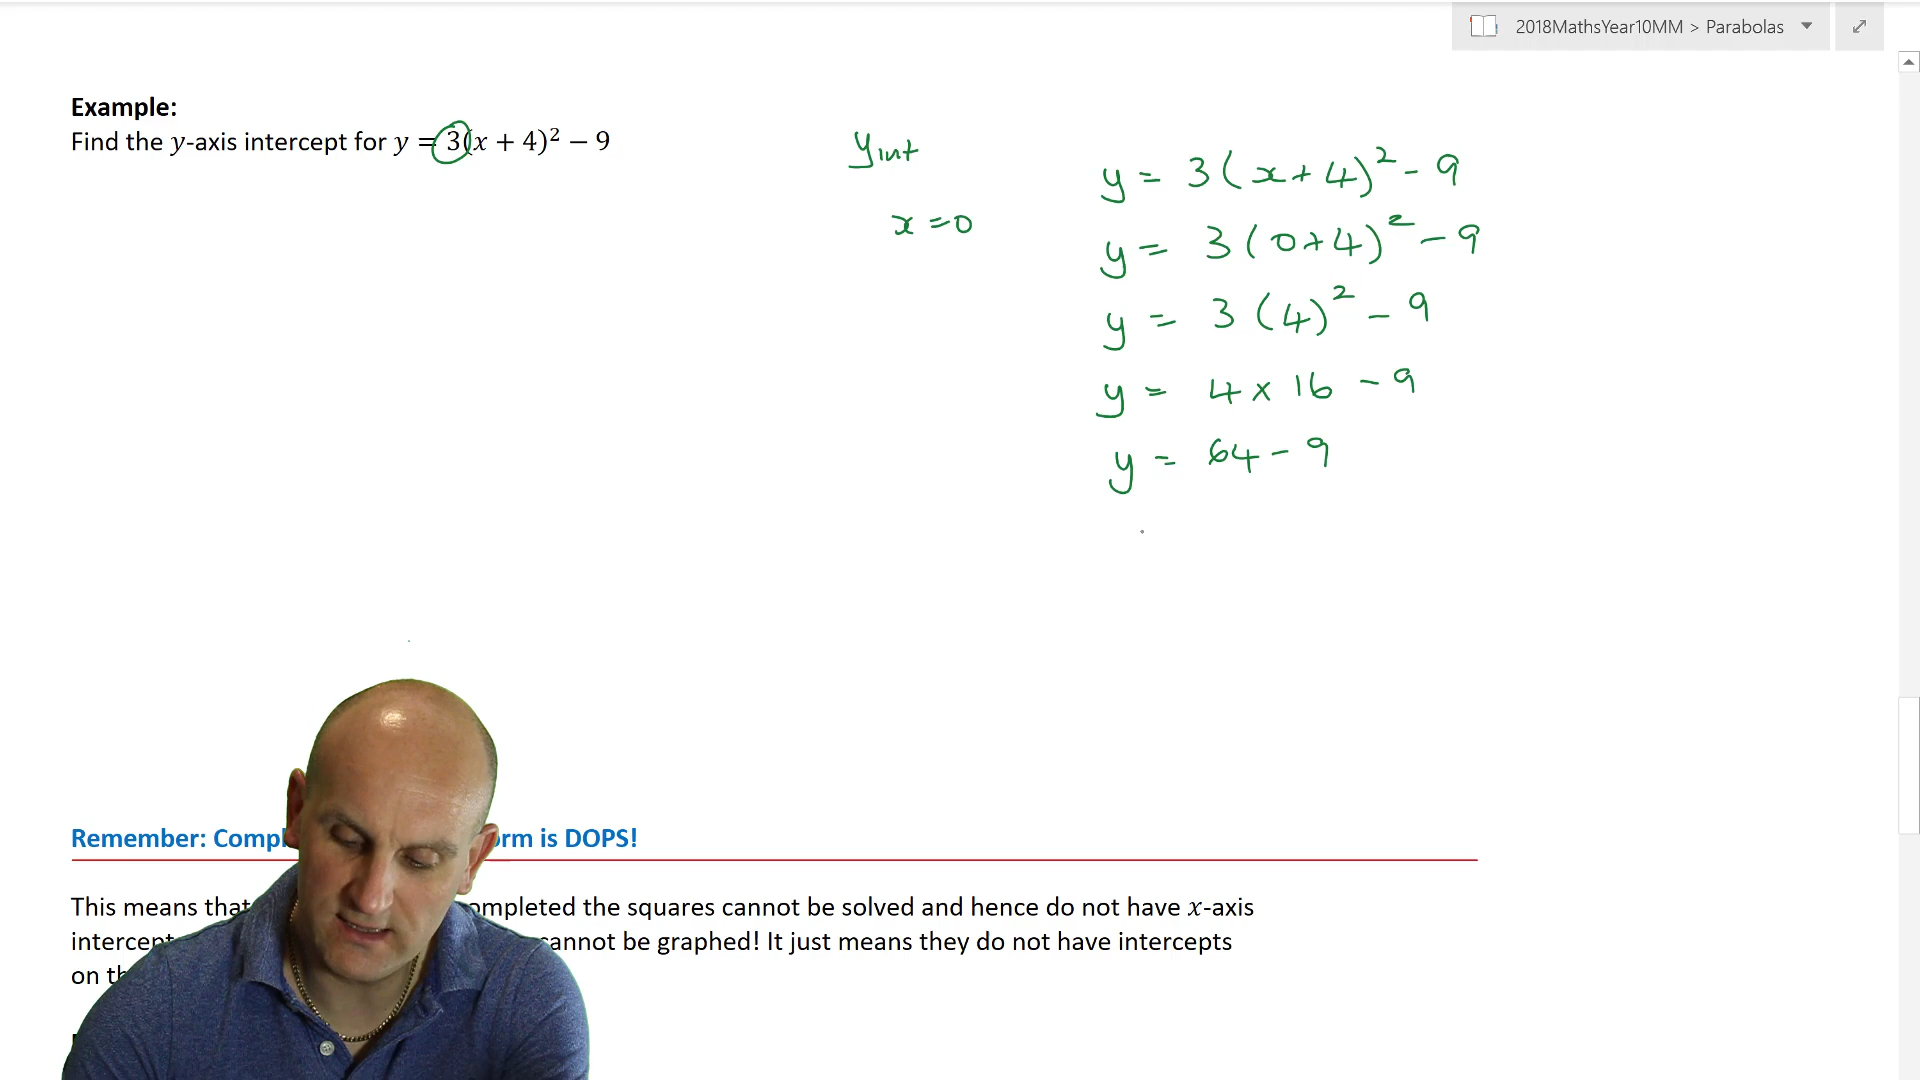 2018MathsYear10MM > Parabolas
Example:
Find the y-axis intercept for y = 3(x + 4)² − 9
yint
x = 0
y = 3(x + 4)² - 9
y = 3(0+4)² - 9
y = 3(4)² - 9
y = 4 x 16 - 9
y = 64 - 9
Remember: Compl orm is DOPS!
This means that ompleted the squares cannot be solved and hence do not have x-axis
intercept cannot be graphed! It just means they do not have intercepts
on th